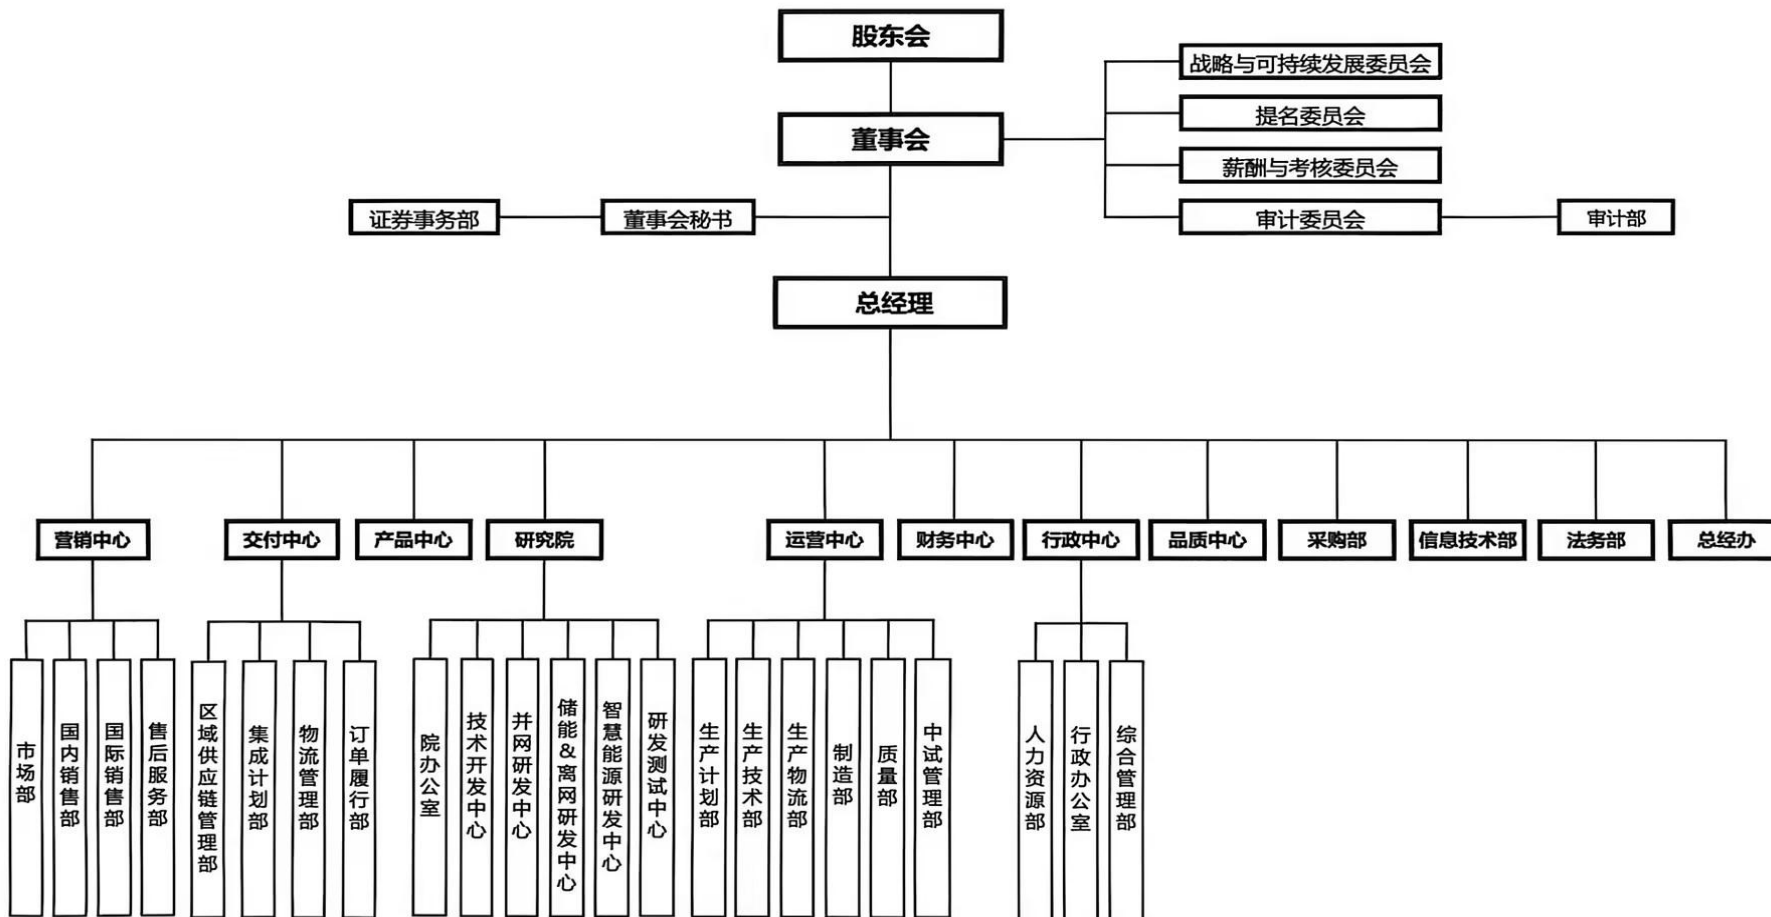 股东会
战略与可持续发展委员会
提名委员会
董事会
薪酬与考核委员会
证券事务部
董事会秘书
审计委员会
审计部
总经理
营销中心
交付中心
产品中心
研究院
运营中心
财务中心
行政中心
品质中心
采购部
信息技术部
法务部
总经办
市场部
国内销售部
国际销售部
售后服务部
区域供应链管理部
集成计划部
物流管理部
订单履行部
院办公室
技术开发中心
并网研发中心
储能&离网研发中心
智慧能源研发中心
研发测试中心
生产计划部
生产技术部
生产物流部
制造部
质量部
中试管理部
人力资源部
行政办公室
综合管理部